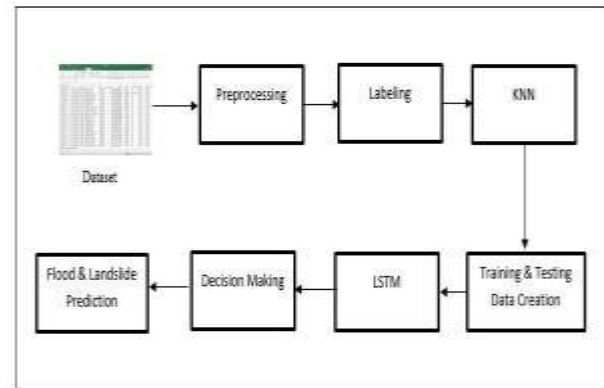 Preprocessing
Labeling
KNN
Dataset
Flood & Landslide
Prediction
Decision Making
LSTM
Training & Testing
Data Creation